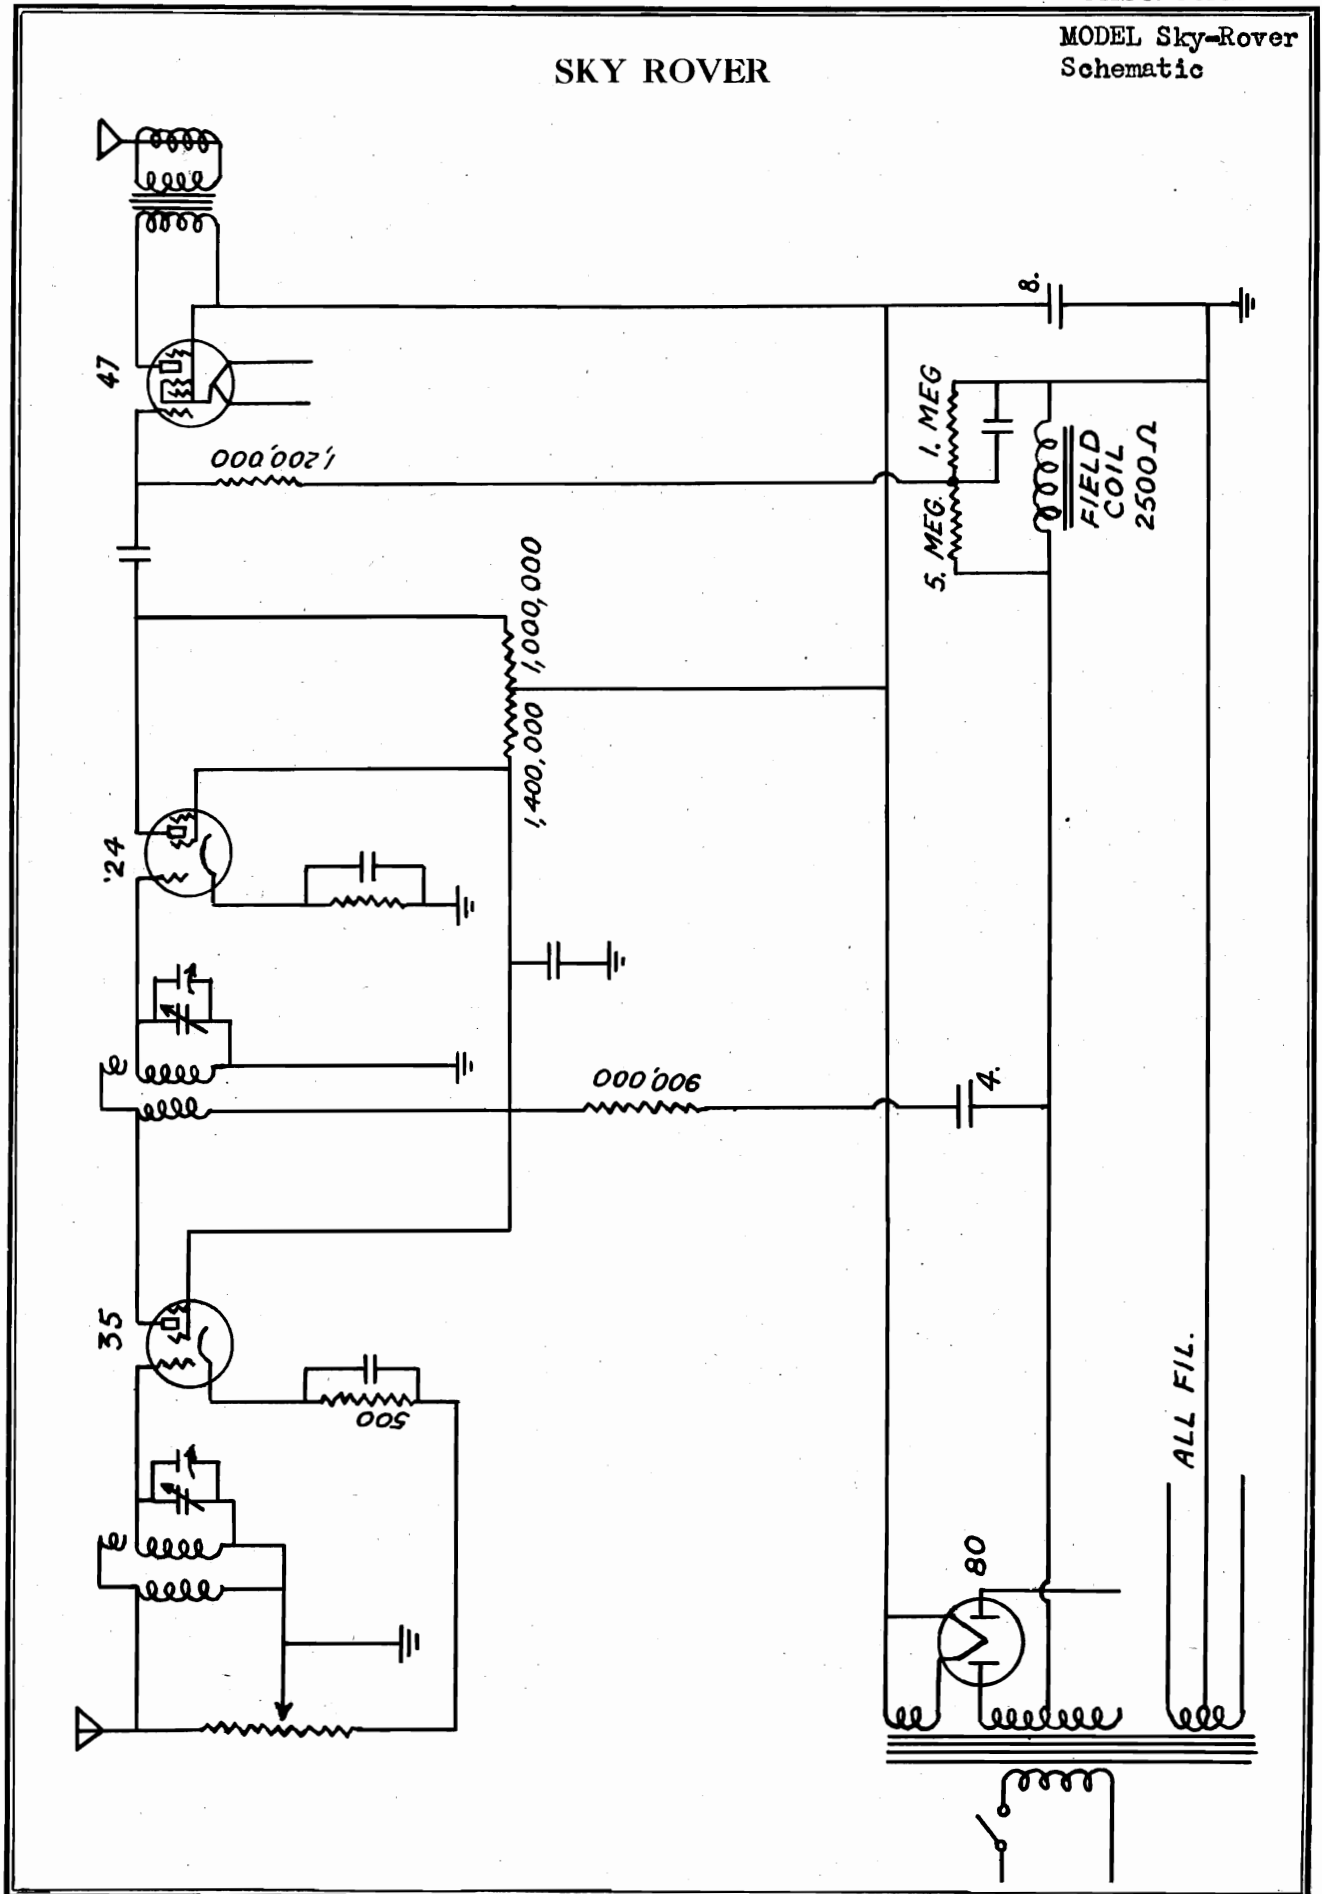 MODEL Sky-Rover
Schematic
SKY ROVER
47
1,200,000
8.
1. MEG
5. MEG.
FIELD
COIL
2500Ω
1,000,000
1,400,000
'24
900,000
4.
35
500
ALL FIL.
80